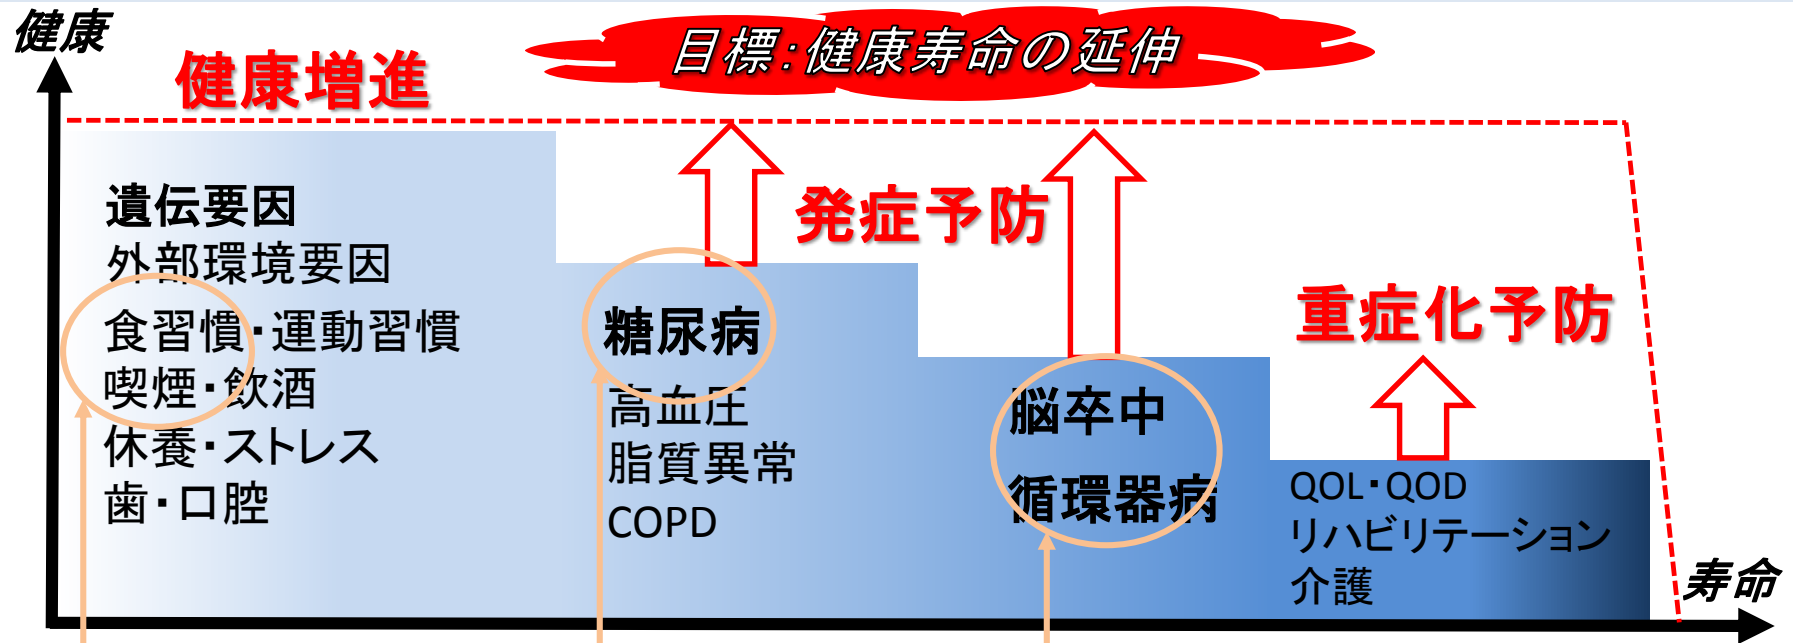 健康
目標：健康寿命の延伸
健康増進
遺伝要因
外部環境要因
食習慣・運動習慣
喫煙・飲酒
休養・ストレス
歯・口腔
発症予防
糖尿病
高血圧
脂質異常
COPD
脳卒中
循環器病
重症化予防
QOL・QOD
リハビリテーション
介護
寿命